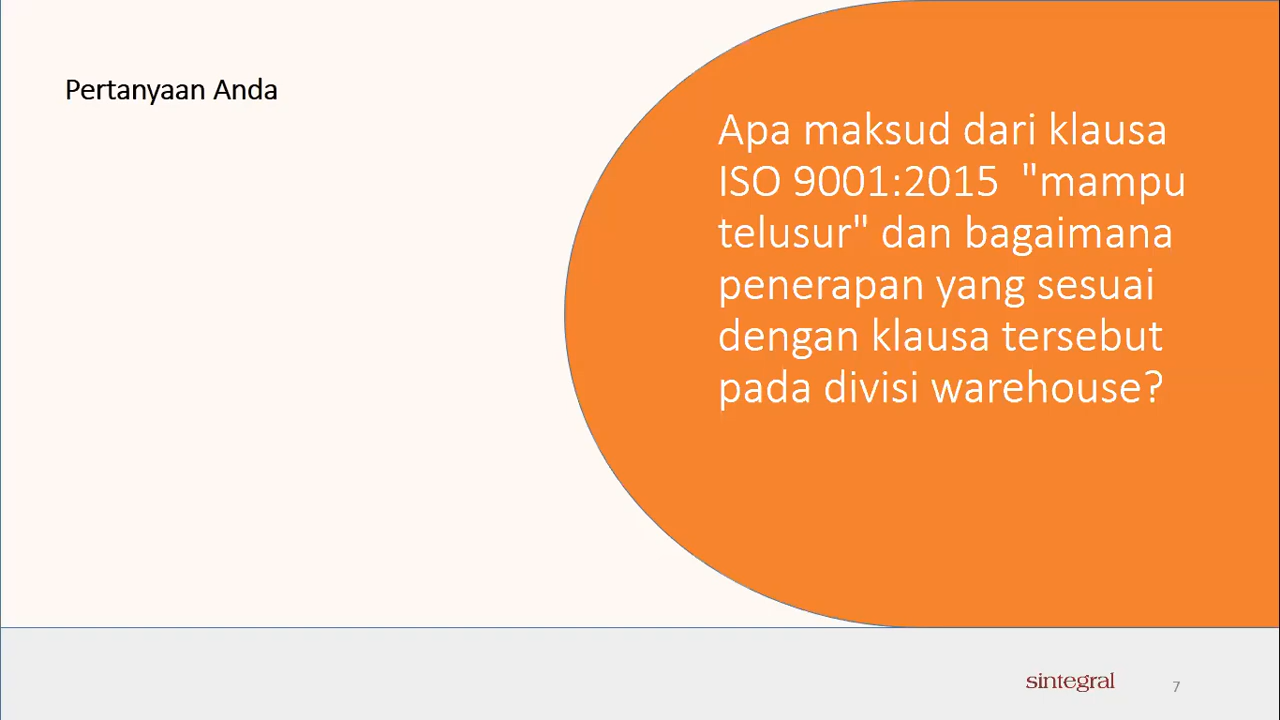 Pertanyaan Anda
Apa maksud dari klausa
ISO 9001:2015  "mampu
telusur" dan bagaimana
penerapan yang sesuai
dengan klausa tersebut
pada divisi warehouse?
sintegral
7